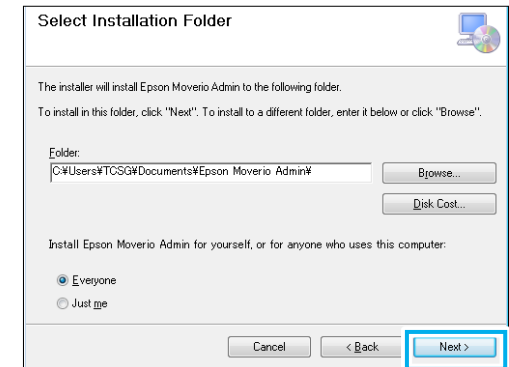 Select Installation Folder
The installer will install Epson Moverio Admin to the following folder.
To install in this folder, click "Next". To install to a different folder, enter it below or click "Browse".
Folder:
C:¥Users¥TCSG¥Documents¥Epson Moverio Admin¥
Browse...
Disk Cost...
Install Epson Moverio Admin for yourself, or for anyone who uses this computer:
Everyone
Just me
Cancel < Back Next >